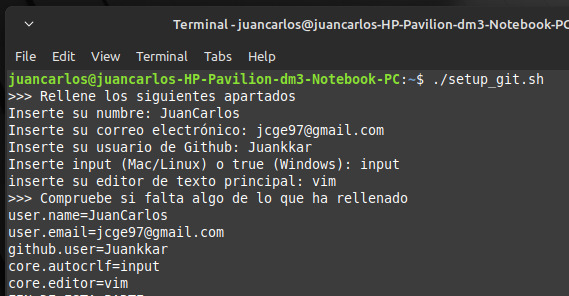 Terminal - juancarlos@juancarlos-HP-Pavilion-dm3-Notebook-PC
File Edit View Terminal Tabs Help
juancarlos@juancarlos-HP-Pavilion-dm3-Notebook-PC:~$ ./setup_git.sh
>>> Rellene los siguientes apartados
Inserte su numbre: JuanCarlos
Inserte su correo electrónico: jcge97@gmail.com
Inserte su usuario de Github: Juankkar
Inserte input (Mac/Linux) o true (Windows): input
inserte su editor de texto principal: vim
>>> Compruebe si falta algo de lo que ha rellenado
user.name=JuanCarlos
user.email=jcge97@gmail.com
github.user=Juankkar
core.autocrlf=input
core.editor=vim